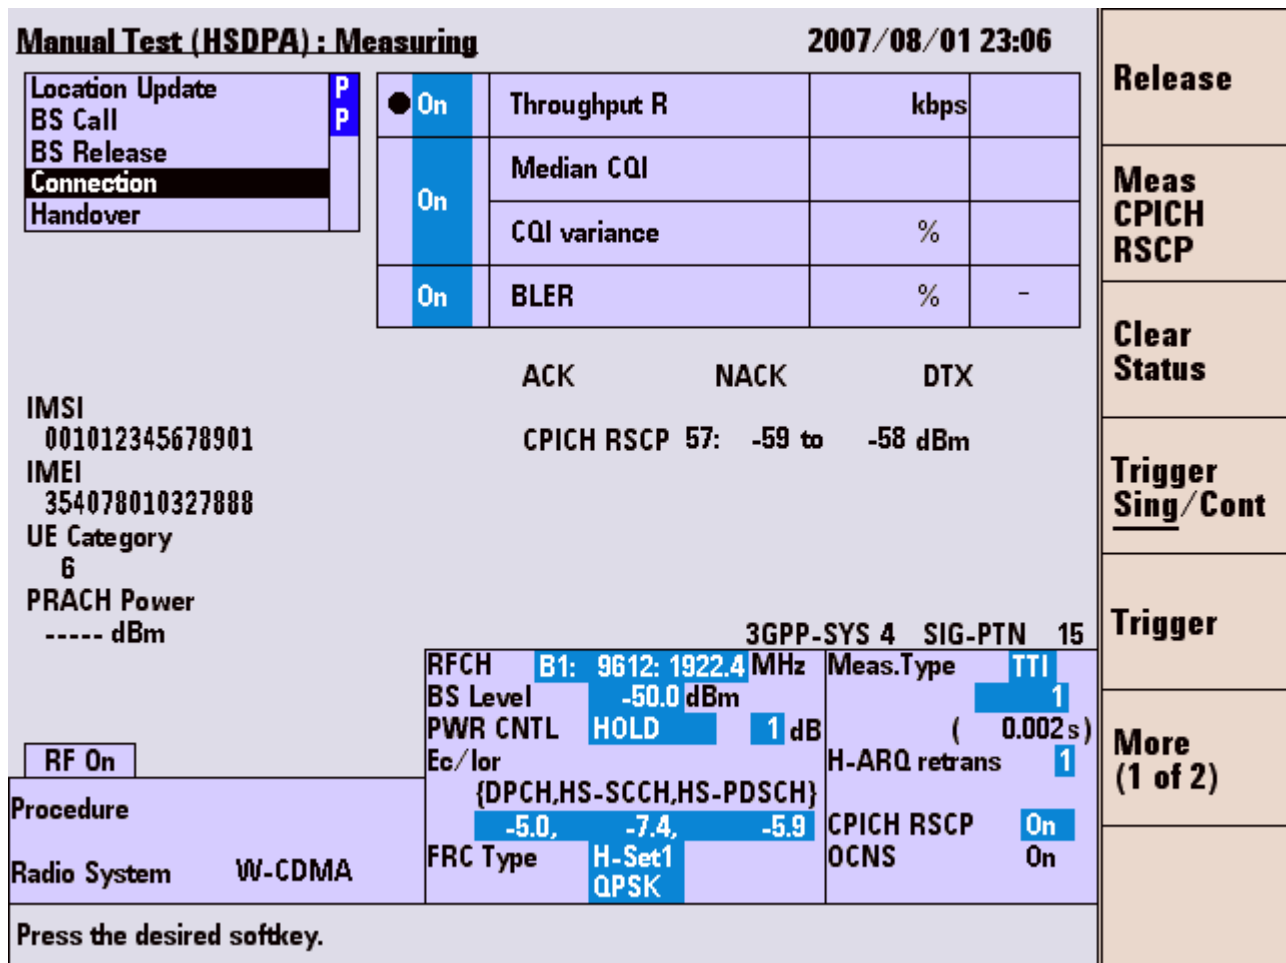 Manual Test (HSDPA) : Measuring 2007/08/01 23:06
Location Update P
BS Call P
BS Release
Connection
Handover
On Throughput R kbps
On
Median CQI
CQI variance %
On BLER % -
ACK NACK DTX
CPICH RSCP 57: -59 to -58 dBm
IMSI
001012345678901
IMEI
354078010327888
UE Category
6
PRACH Power
----- dBm
3GPP-SYS 4 SIG-PTN 15
RFCH B1: 9612: 1922.4 MHz
BS Level -50.0 dBm
PWR CNTL HOLD 1 dB
Ec/Ior
{DPCH,HS-SCCH,HS-PDSCH}
-5.0, -7.4, -5.9
FRC Type H-Set1
QPSK
Meas.Type TTI
1
( 0.002 s)
H-ARQ retrans 1
CPICH RSCP On
OCNS On
RF On
Procedure
Radio System W-CDMA
Press the desired softkey.
Release
Meas
CPICH
RSCP
Clear
Status
Trigger
Sing/Cont
Trigger
More
(1 of 2)